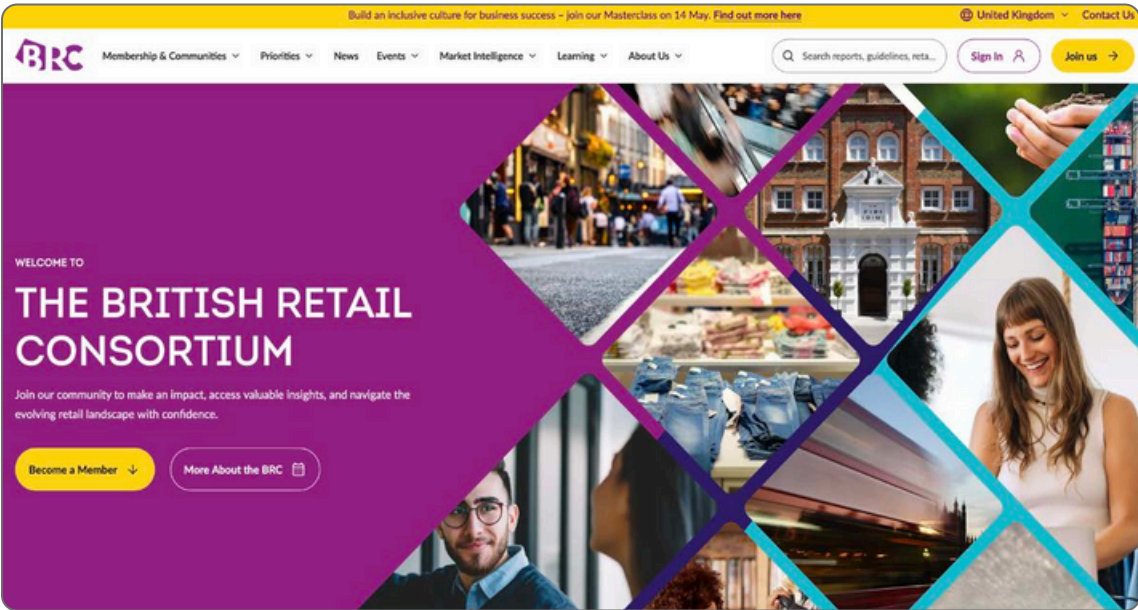 Build an inclusive culture for business success – join our Masterclass on 14 May. Find out more here
United Kingdom
Contact Us
BRC
Membership & Communities
Priorities
News
Events
Market Intelligence
Learning
About Us
Search reports, guidelines, reta...
Sign In
Join us
WELCOME TO
THE BRITISH RETAIL
CONSORTIUM
Join our community to make an impact, access valuable insights, and navigate the
evolving retail landscape with confidence.
Become a Member
More About the BRC